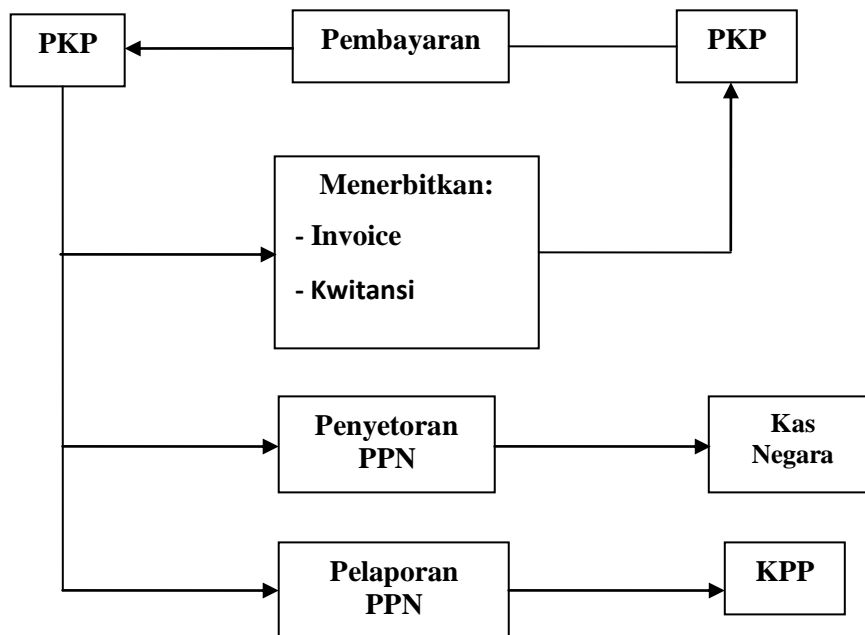 PKP
Pembayaran
PKP
Menerbitkan:
- Invoice
- Kwitansi
Penyetoran
PPN
Kas
Negara
Pelaporan
PPN
KPP